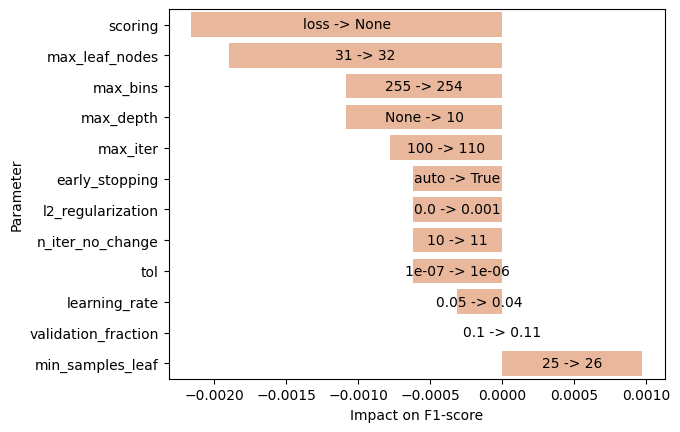 Parameter
scoring
loss -> None
max_leaf_nodes
31 -> 32
max_bins
255 -> 254
max_depth
None -> 10
max_iter
100 -> 110
early_stopping
auto -> True
l2_regularization
0.0 -> 0.001
n_iter_no_change
10 -> 11
tol
1e-07 -> 1e-06
learning_rate
0.05 -> 0.04
validation_fraction
0.1 -> 0.11
min_samples_leaf
25 -> 26
−0.0020 −0.0015 −0.0010 −0.0005 0.0000 0.0005 0.0010
Impact on F1-score